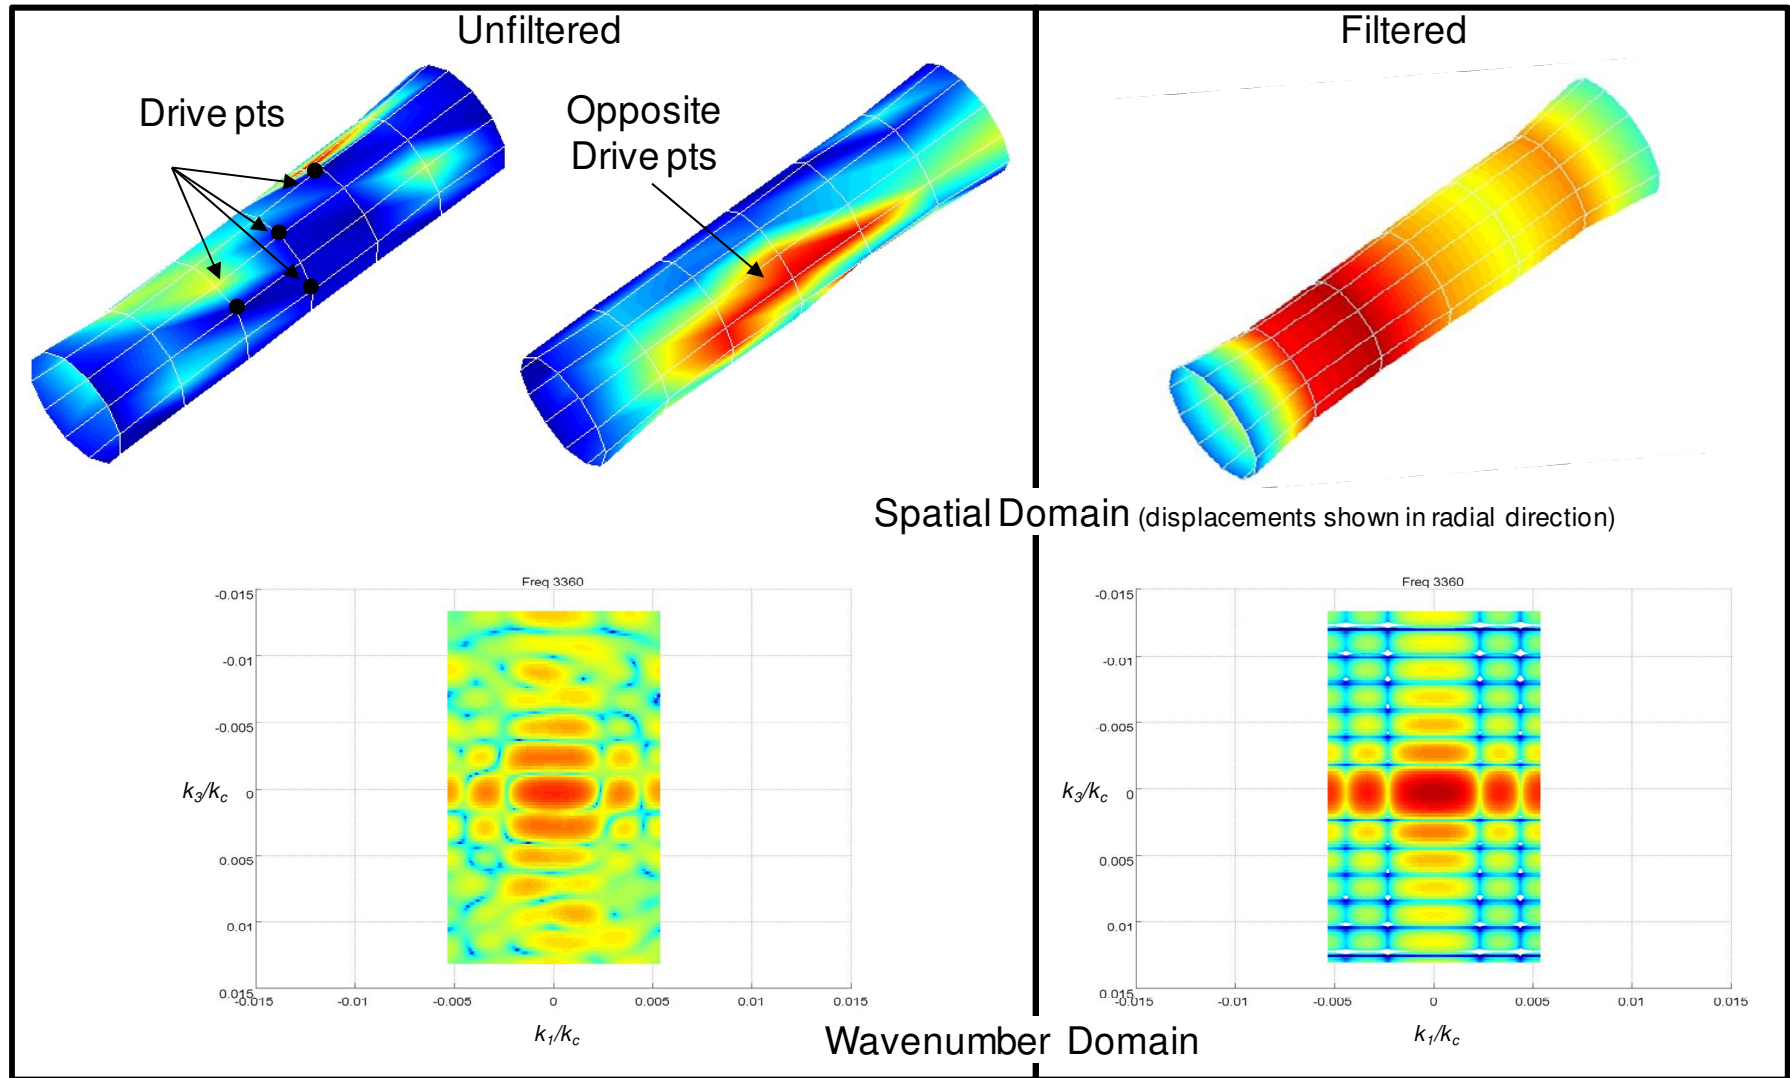 Unfiltered
Filtered
Drive pts
Opposite
Drive pts
Spatial Domain (displacements shown in radial direction)
Freq 3360
-0.015
-0.01
-0.005
k3/kc 0
0.005
0.01
0.015
-0.015 -0.01 -0.005 0 0.005 0.01 0.015
k1/kc
Freq 3360
-0.015
-0.01
-0.005
k3/kc 0
0.005
0.01
0.015
-0.015 -0.01 -0.005 0 0.005 0.01 0.015
k1/kc
Wavenumber Domain